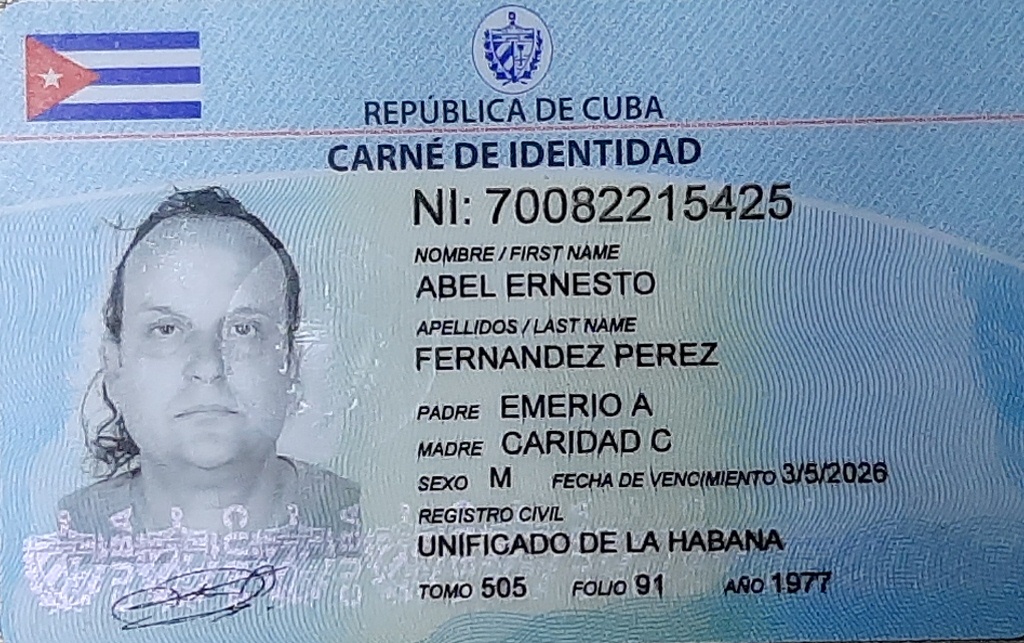 REPÚBLICA DE CUBA
CARNÉ DE IDENTIDAD
NI: 70082215425
NOMBRE / FIRST NAME
ABEL ERNESTO
APELLIDOS / LAST NAME
FERNANDEZ PEREZ
PADRE EMERIO A
MADRE CARIDAD C
SEXO M FECHA DE VENCIMIENTO 3/5/2026
REGISTRO CIVIL
UNIFICADO DE LA HABANA
TOMO 505 FOLIO 91 AÑO 1977